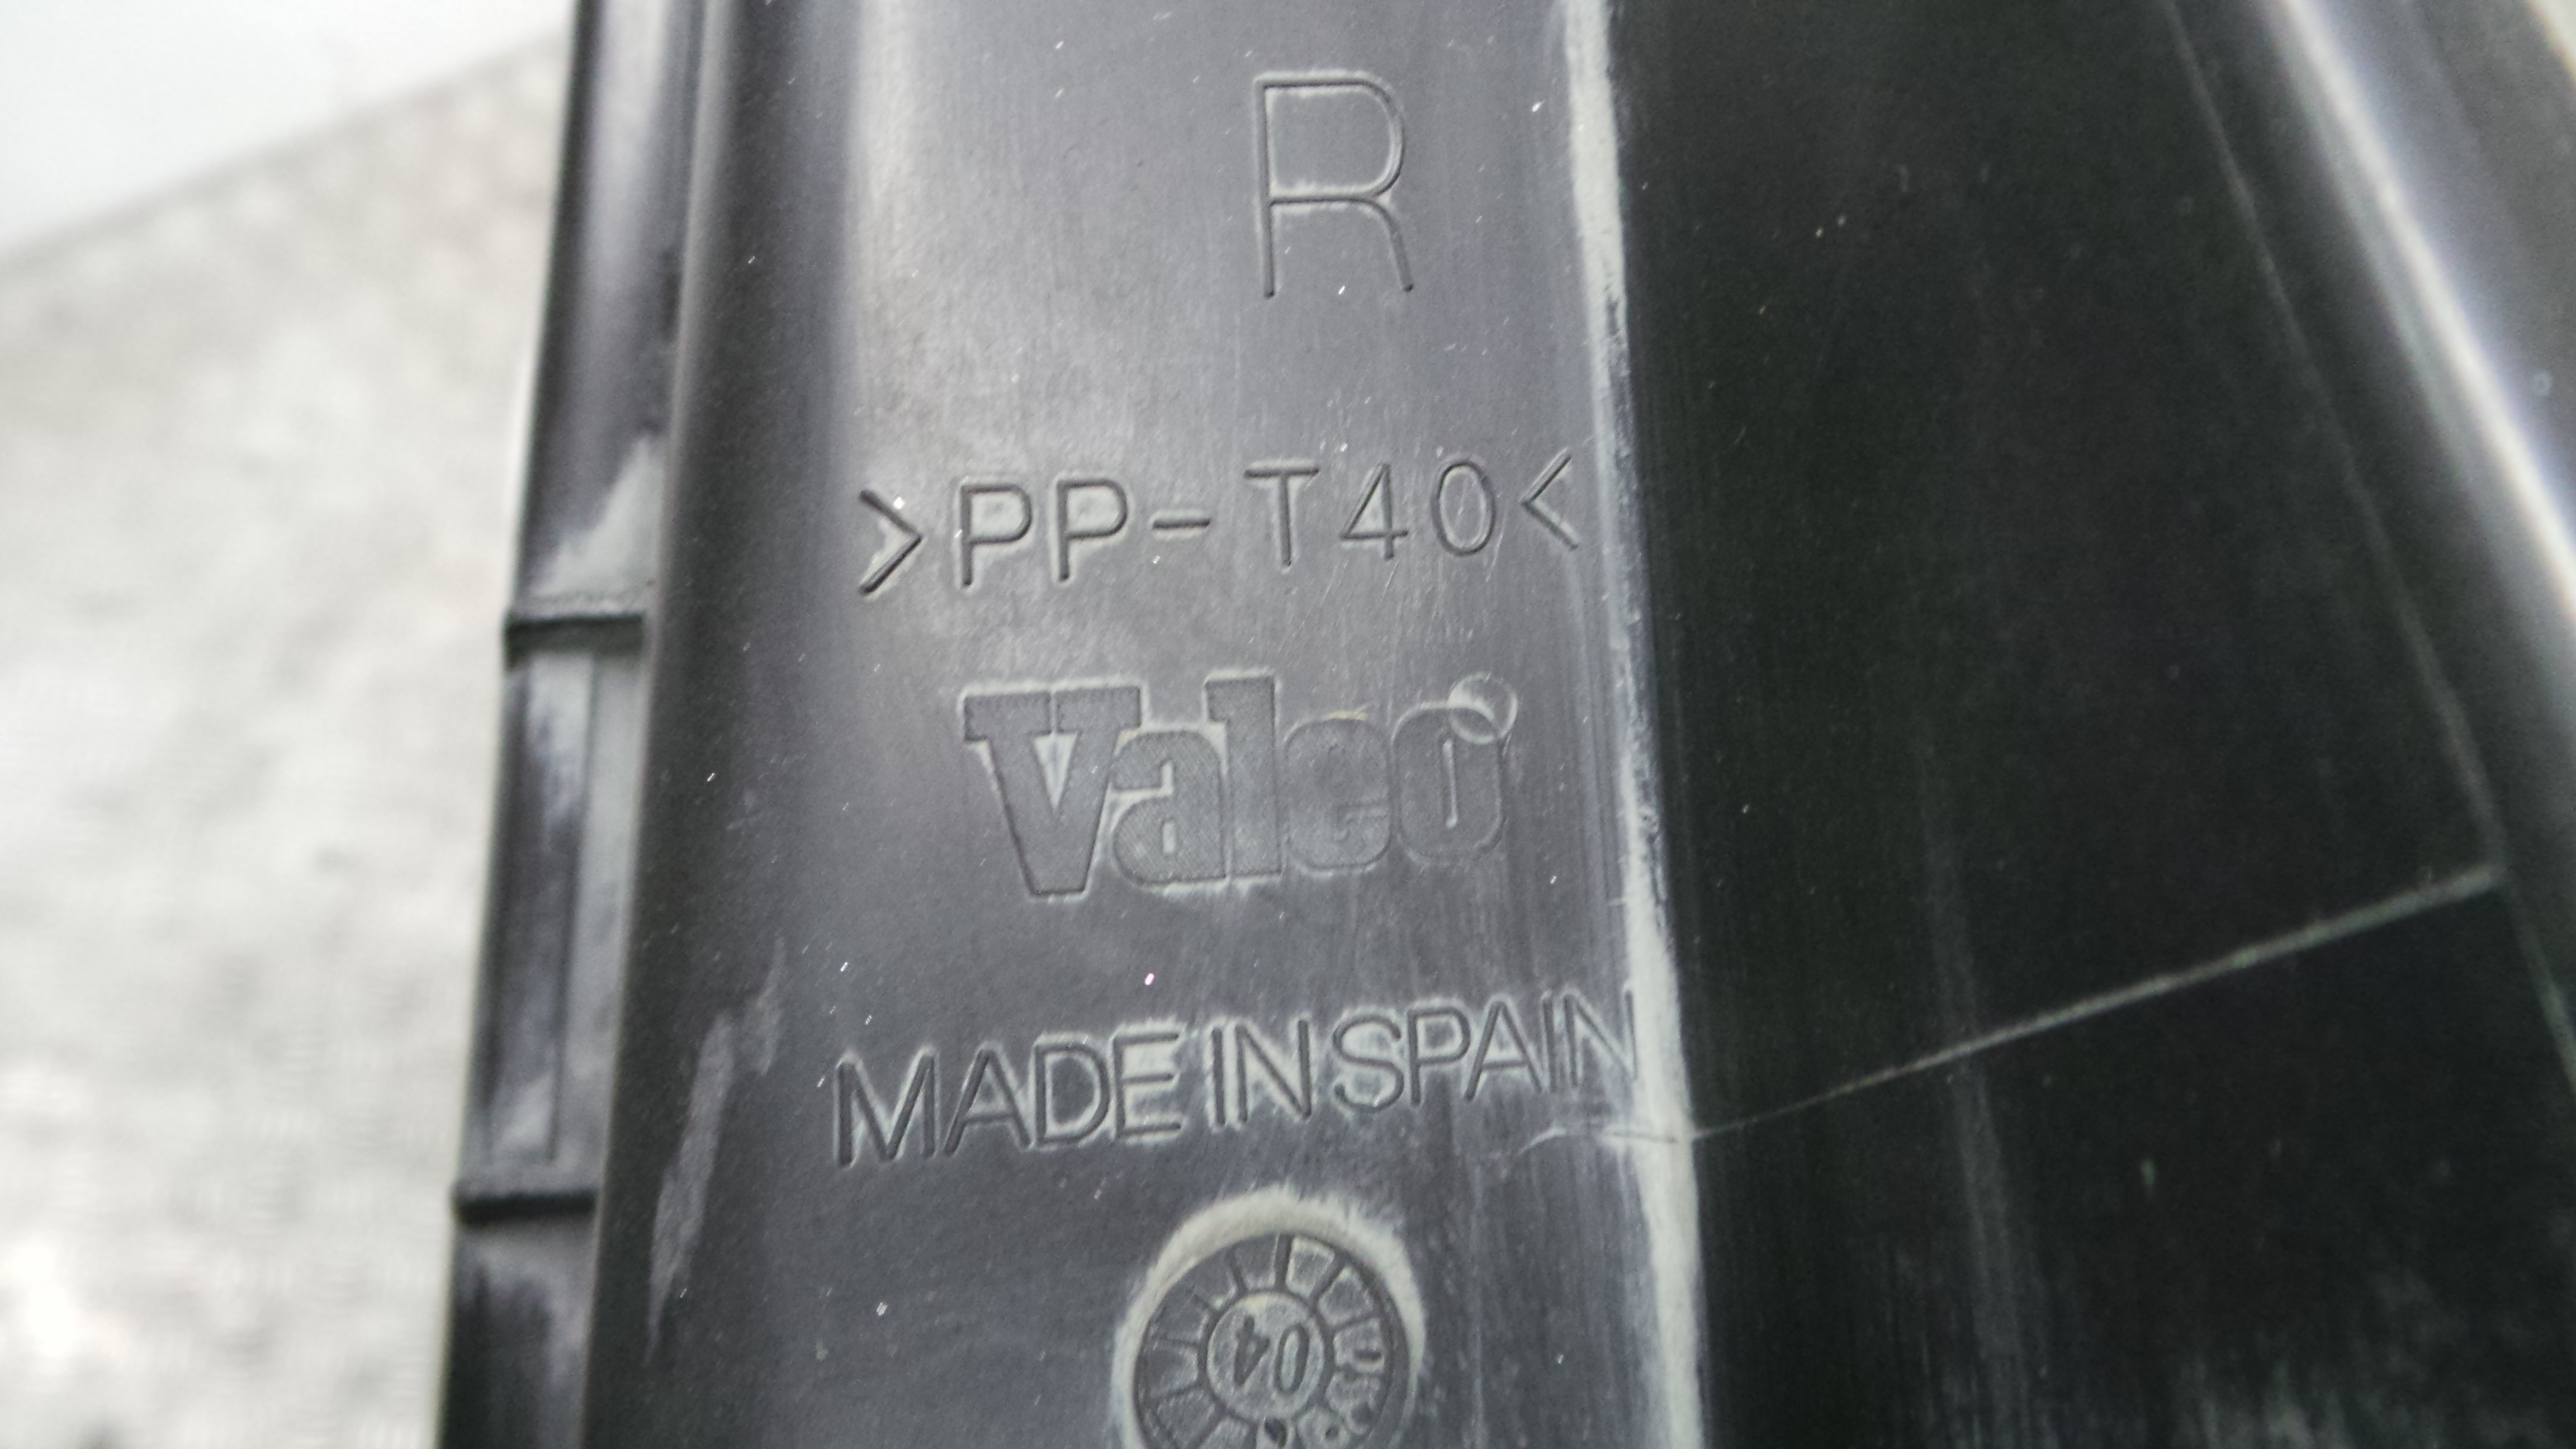 R
>PP-T40<
Valeo
MADE IN SPAIN
04